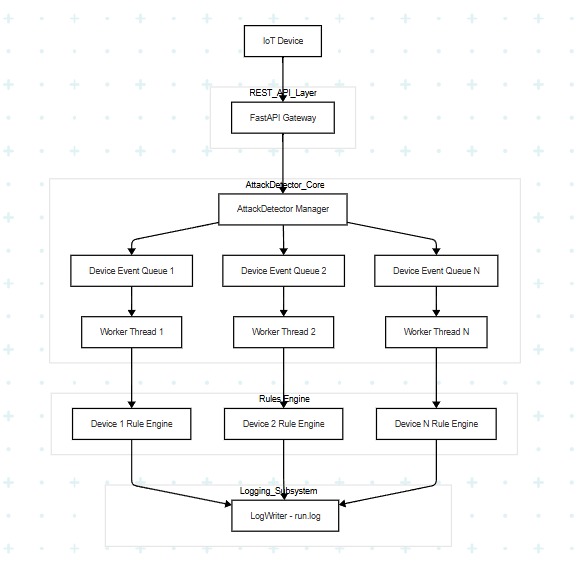 IoT Device
REST_API_Layer
FastAPI Gateway
AttackDetector_Core
AttackDetector Manager
Device Event Queue 1
Device Event Queue 2
Device Event Queue N
Worker Thread 1
Worker Thread 2
Worker Thread N
Rules Engine
Device 1 Rule Engine
Device 2 Rule Engine
Device N Rule Engine
Logging_Subsystem
LogWriter - run.log